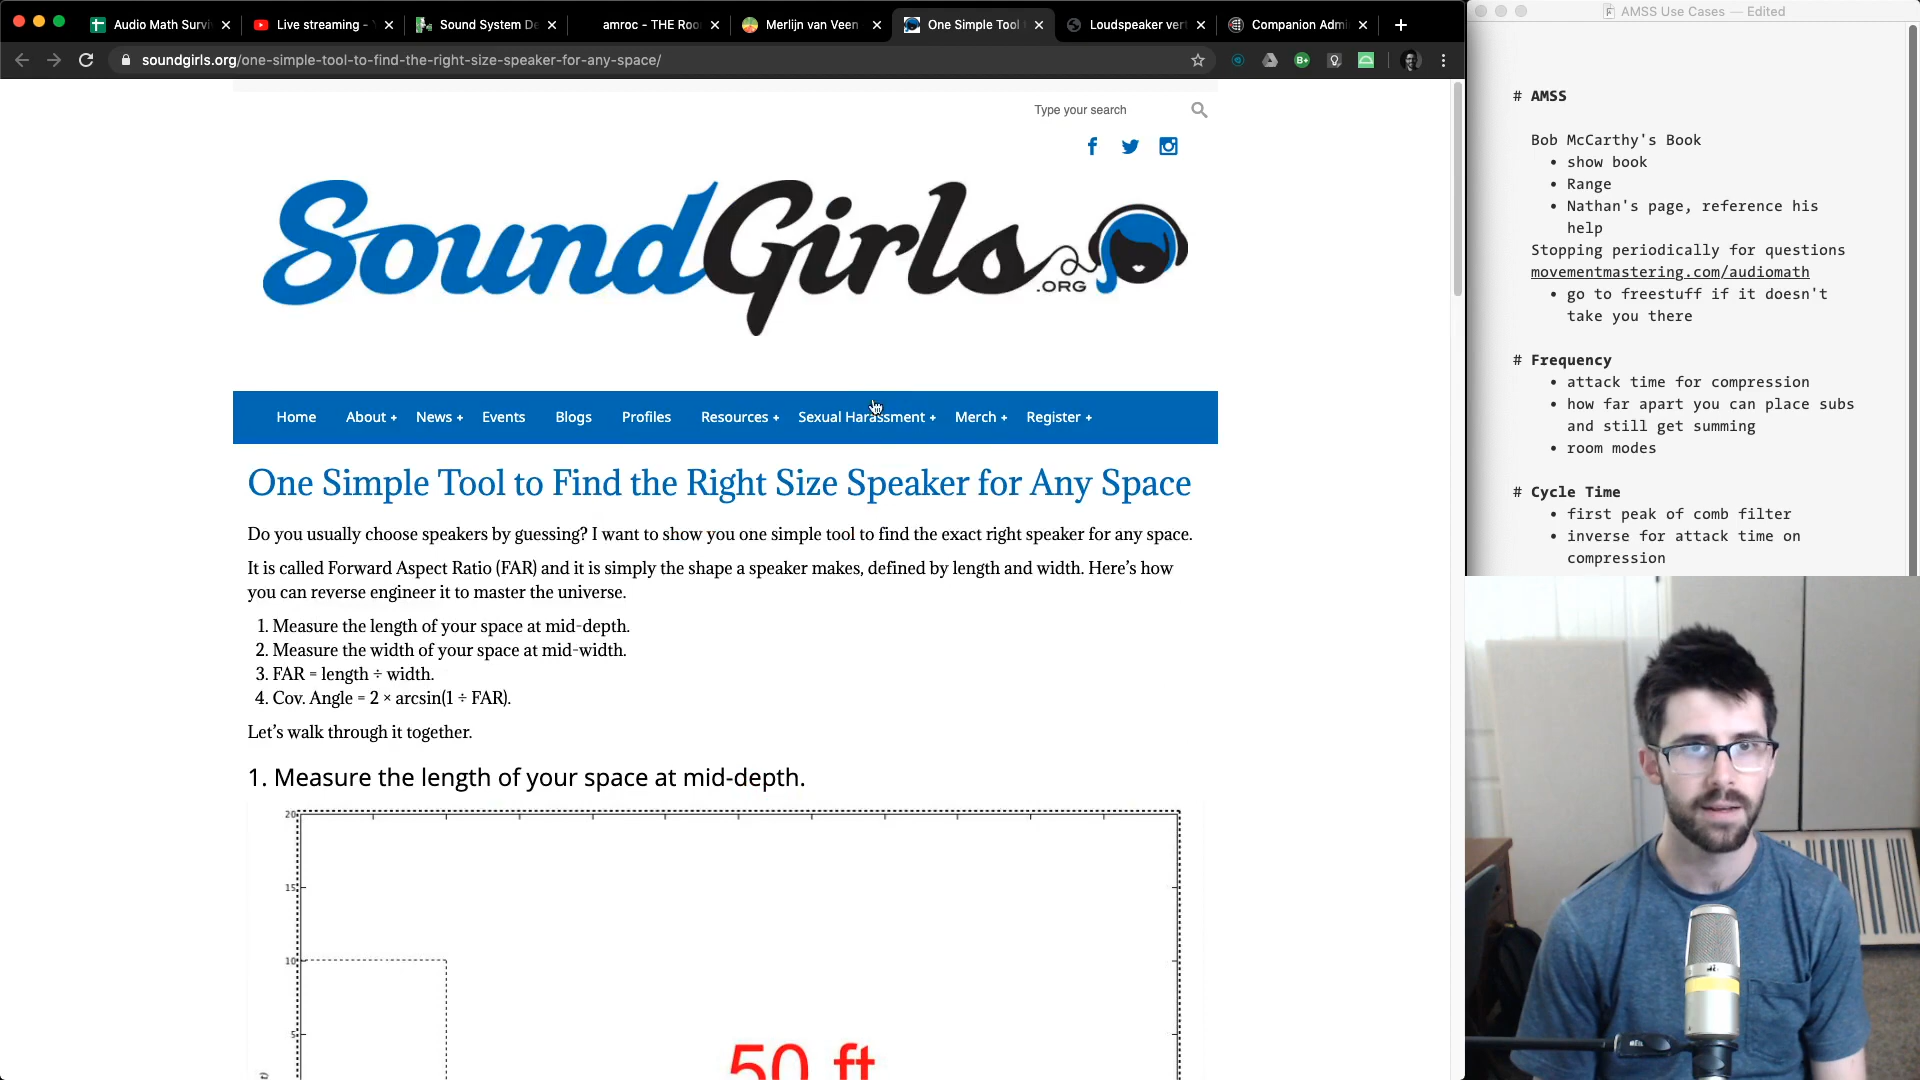 Audio Math Survi
Live streaming -
Sound System De
amroc - THE Roo
Merlijn van Veen
One Simple Tool
Loudspeaker vert
Companion Admi
soundgirls.org/one-simple-tool-to-find-the-right-size-speaker-for-any-space/
Type your search
SoundGirls
.ORG
Home
About +
News +
Events
Blogs
Profiles
Resources +
Sexual Harassment +
Merch +
Register +
One Simple Tool to Find the Right Size Speaker for Any Space
Do you usually choose speakers by guessing? I want to show you one simple tool to find the exact right speaker for any space.
It is called Forward Aspect Ratio (FAR) and it is simply the shape a speaker makes, defined by length and width. Here’s how
you can reverse engineer it to master the universe.
1. Measure the length of your space at mid-depth.
2. Measure the width of your space at mid-width.
3. FAR = length ÷ width.
4. Cov. Angle = 2 × arcsin(1 ÷ FAR).
Let’s walk through it together.
1. Measure the length of your space at mid-depth.
20
15
10
5
50 ft
AMSS Use Cases — Edited
# AMSS
Bob McCarthy's Book
• show book
• Range
• Nathan's page, reference his
help
Stopping periodically for questions
movementmastering.com/audiomath
• go to freestuff if it doesn't
take you there
# Frequency
• attack time for compression
• how far apart you can place subs
and still get summing
• room modes
# Cycle Time
• first peak of comb filter
• inverse for attack time on
compression